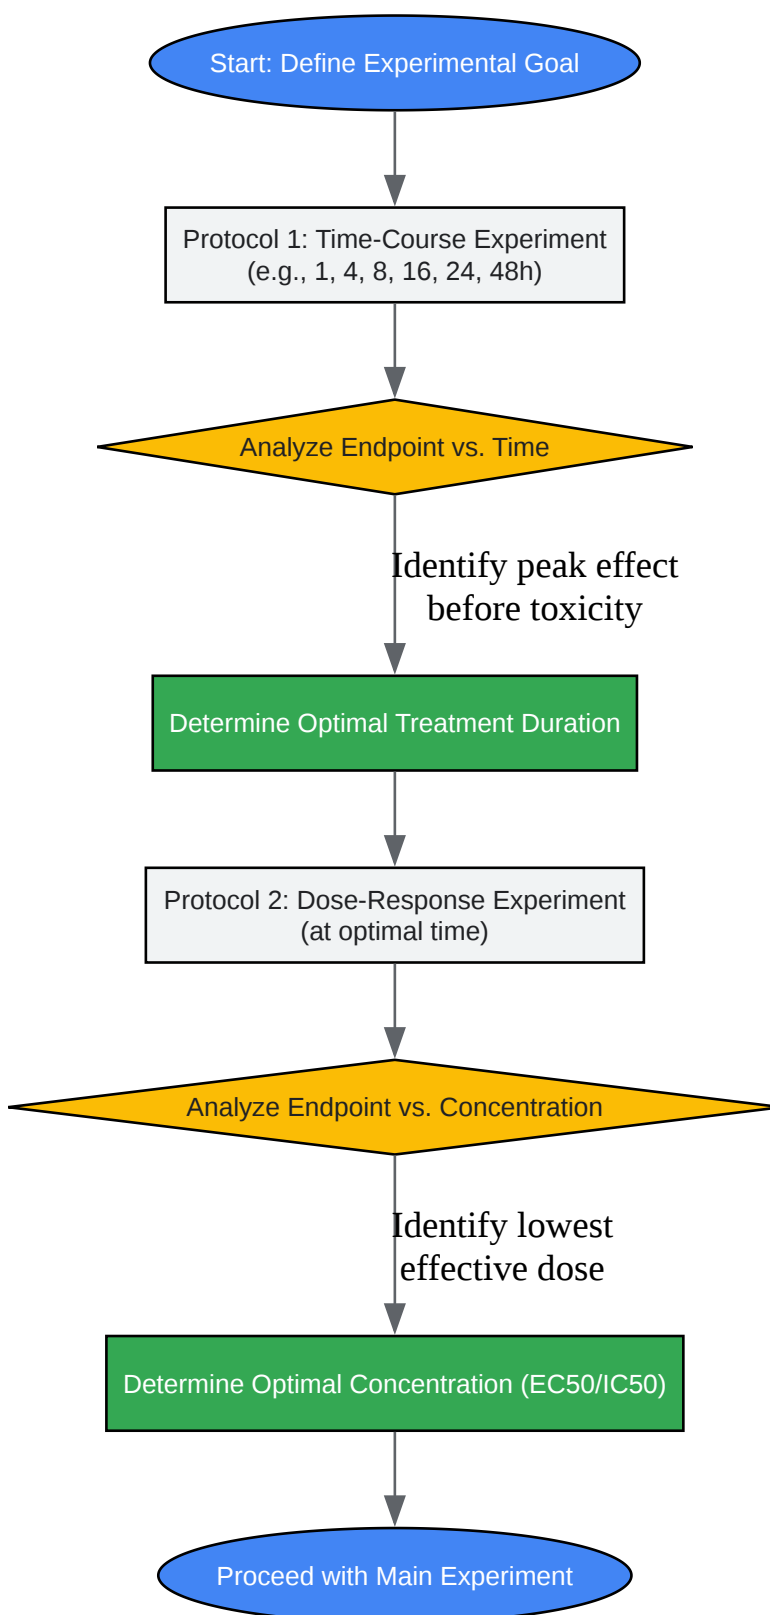 Start: Define Experimental Goal
Protocol 1: Time-Course Experiment
(e.g., 1, 4, 8, 16, 24, 48h)
Analyze Endpoint vs. Time
Identify peak effect
before toxicity
Determine Optimal Treatment Duration
Protocol 2: Dose-Response Experiment
(at optimal time)
Analyze Endpoint vs. Concentration
Identify lowest
effective dose
Determine Optimal Concentration (EC50/IC50)
Proceed with Main Experiment